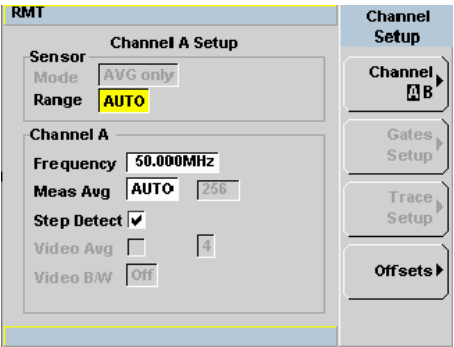 RMT
Channel A Setup
Sensor
Mode AVG only
Range AUTO
Channel A
Frequency 50.000MHz
Meas Avg AUTO 256
Step Detect
Video Avg 4
Video B/W Off
Channel
Setup
Channel
A B
Gates
Setup
Trace
Setup
Offsets